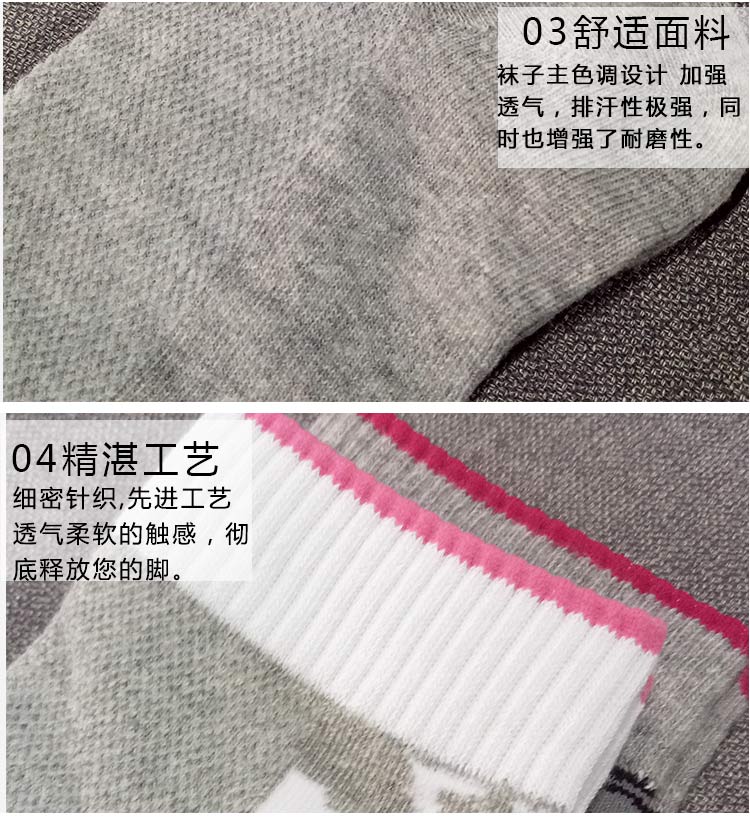 03舒适面料
袜子主色调设计 加强
透气，排汗性极强，同
时也增强了耐磨性。
04精湛工艺
细密针织,先进工艺
透气柔软的触感，彻
底释放您的脚。